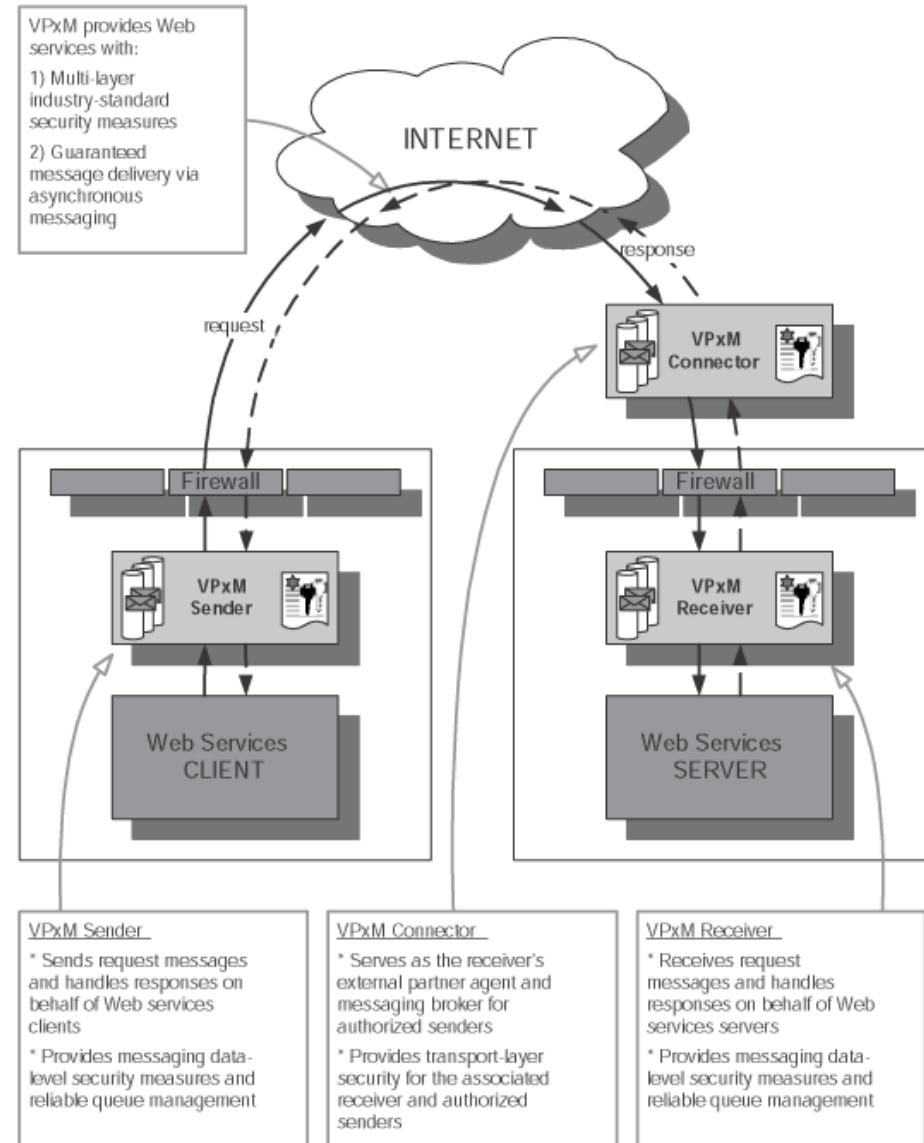 VPxM provides Web
services with:
1) Multi-layer
industry-standard
security measures
2) Guaranteed
message delivery via
asynchronous
messaging
INTERNET
response
request
VPxM
Connector
Firewall
Firewall
VPxM
Sender
VPxM
Receiver
Web Services
CLIENT
Web Services
SERVER
VPxM Sender
* Sends request messages
and handles responses on
behalf of Web services
clients
* Provides messaging data-
level security measures and
reliable queue management
VPxM Connector
* Serves as the receiver's
external partner agent and
messaging broker for
authorized senders
* Provides transport-layer
security for the associated
receiver and authorized
senders
VPxM Receiver
* Receives request
messages and handles
responses on behalf of Web
services servers
* Provides messaging data-
level security measures and
reliable queue management